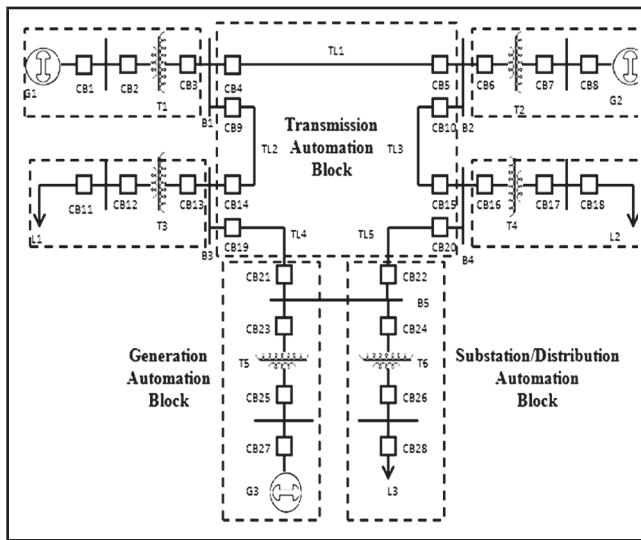 G1
CB1
CB2
T1
CB3
B1
CB4
TL1
CB5
B2
CB6
T2
CB7
CB8
G2
CB9
TL2
Transmission
Automation
Block
TL3
CB10
L1
CB11
CB12
T3
CB13
B3
CB14
CB15
B4
CB16
T4
CB17
CB18
L2
CB19
TL4
TL5
CB20
CB21
CB22
B5
CB23
CB24
Generation
Automation
Block
T5
T6
Substation/Distribution
Automation
Block
CB25
CB26
CB27
CB28
G3
L3